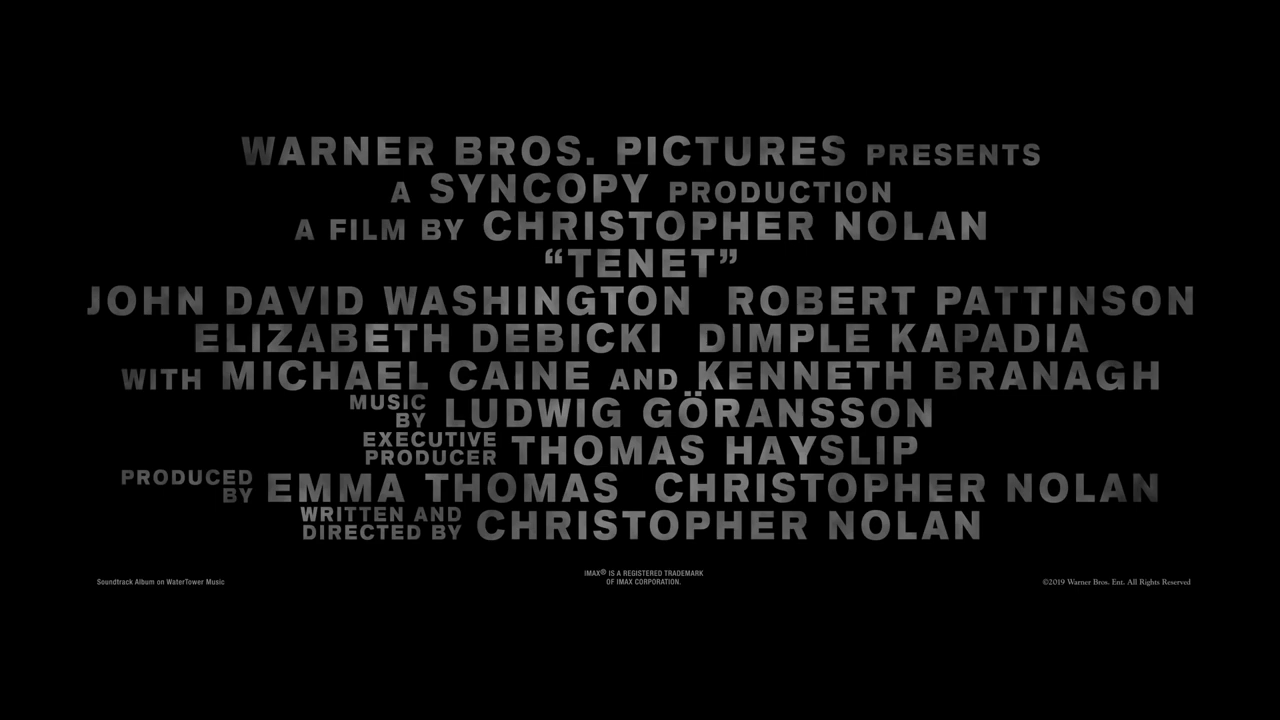 WARNER BROS. PICTURES PRESENTS
A SYNCOPY PRODUCTION
A FILM BY CHRISTOPHER NOLAN
“TENET”
JOHN DAVID WASHINGTON ROBERT PATTINSON
ELIZABETH DEBICKI DIMPLE KAPADIA
WITH MICHAEL CAINE AND KENNETH BRANAGH
MUSIC BY LUDWIG GÖRANSSON
EXECUTIVE PRODUCER THOMAS HAYSLIP
PRODUCED BY EMMA THOMAS CHRISTOPHER NOLAN
WRITTEN AND DIRECTED BY CHRISTOPHER NOLAN
Soundtrack Album on WaterTower Music
IMAX® IS A REGISTERED TRADEMARK
OF IMAX CORPORATION.
©2019 Warner Bros. Ent. All Rights Reserved